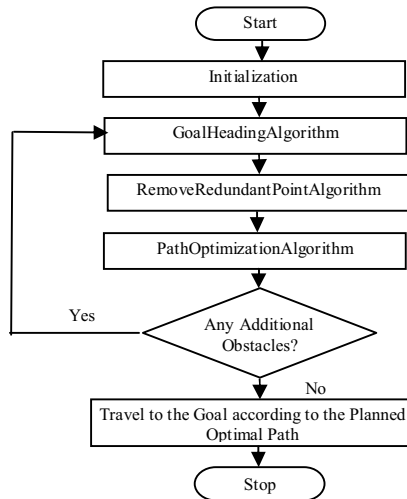 Start
Initialization
GoalHeadingAlgorithm
RemoveRedundantPointAlgorithm
PathOptimizationAlgorithm
Yes
Any Additional
Obstacles?
No
Travel to the Goal according to the Planned
Optimal Path
Stop